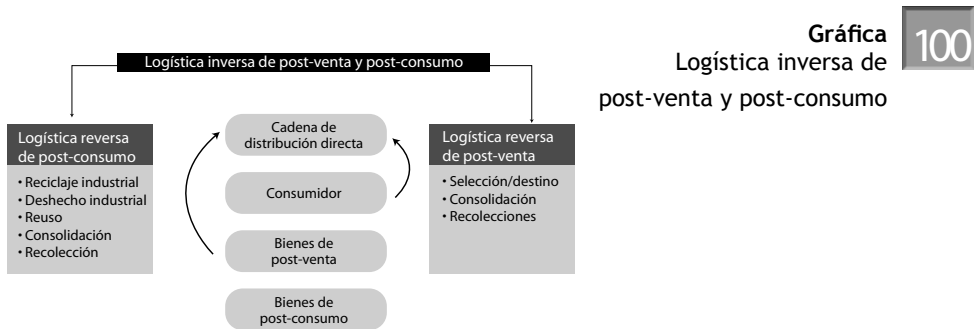 Gráfica
Logística inversa de
post-venta y post-consumo
100
Logística inversa de post-venta y post-consumo
Logística reversa
de post-consumo
• Reciclaje industrial
• Deshecho industrial
• Reuso
• Consolidación
• Recolección
Cadena de
distribución directa
Consumidor
Bienes de
post-venta
Bienes de
post-consumo
Logística reversa
de post-venta
• Selección/destino
• Consolidación
• Recolecciones